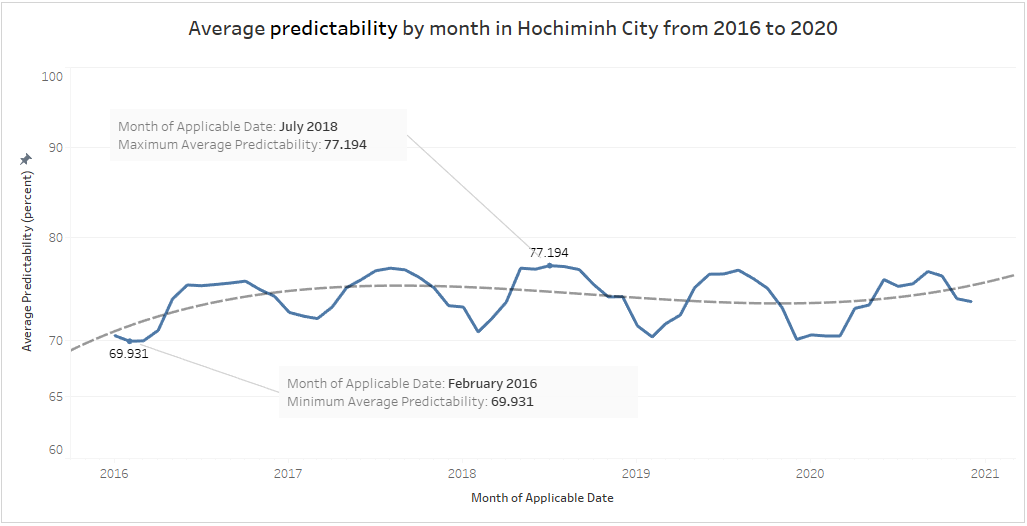 Average predictability by month in Hochiminh City from 2016 to 2020
100
90
80
70
65
60
Average Predictability (percent)
Month of Applicable Date: July 2018
Maximum Average Predictability: 77.194
77.194
69.931
Month of Applicable Date: February 2016
Minimum Average Predictability: 69.931
2016 2017 2018 2019 2020 2021
Month of Applicable Date